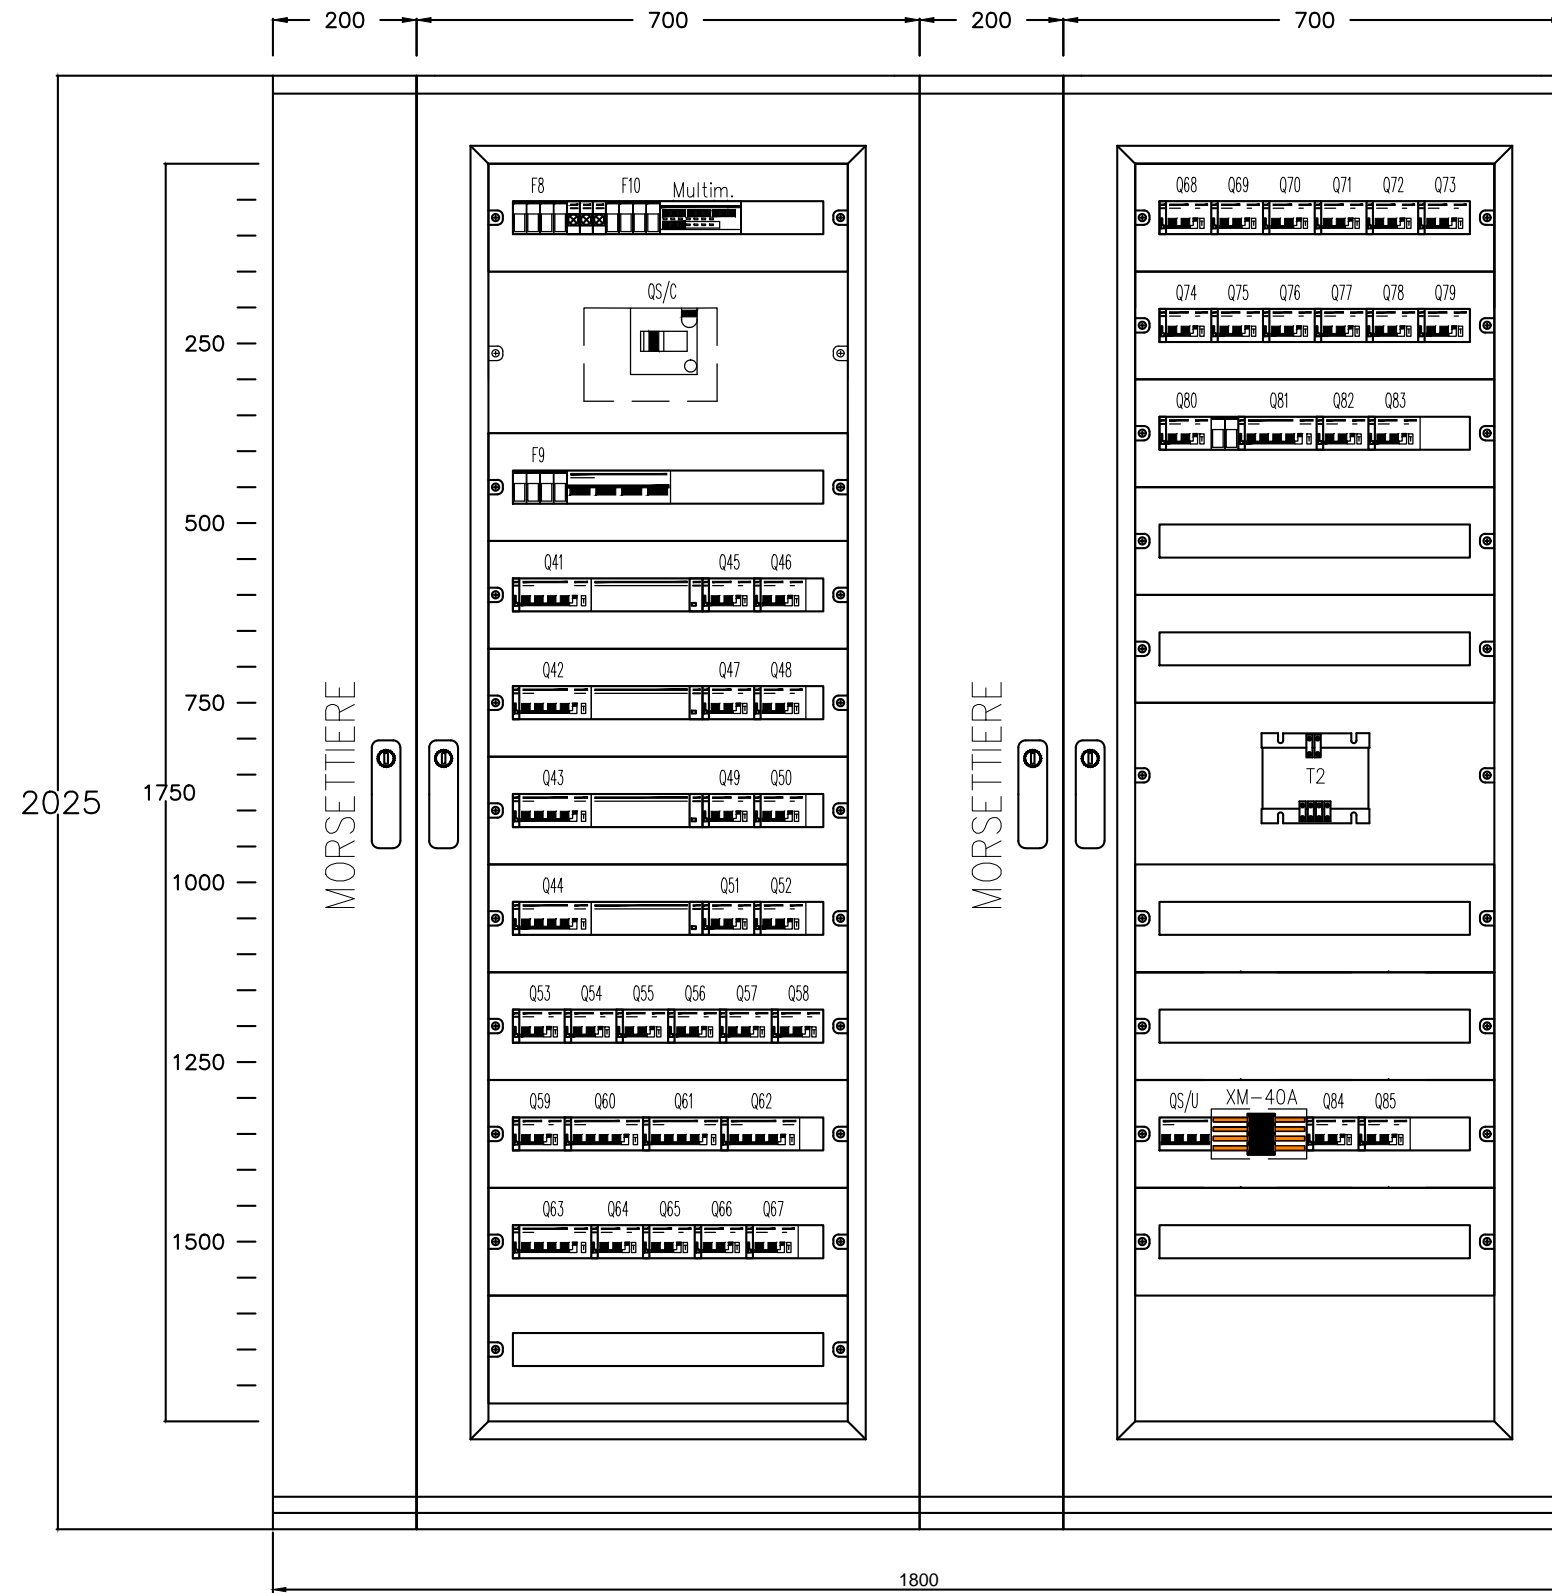 200 700 200 700
F8 F10 Multim.
Q68 Q69 Q70 Q71 Q72 Q73
QS/C
Q74 Q75 Q76 Q77 Q78 Q79
250
Q80 Q81 Q82 Q83
F9
500
Q41 Q45 Q46
Q42 Q47 Q48
750
MORSETTIERE
MORSETTIERE
Q43 Q49 Q50
T2
2025
1750
1000
Q44 Q51 Q52
Q53 Q54 Q55 Q56 Q57 Q58
1250
Q59 Q60 Q61 Q62
QS/U XM-40A Q84 Q85
Q63 Q64 Q65 Q66 Q67
1500
1800